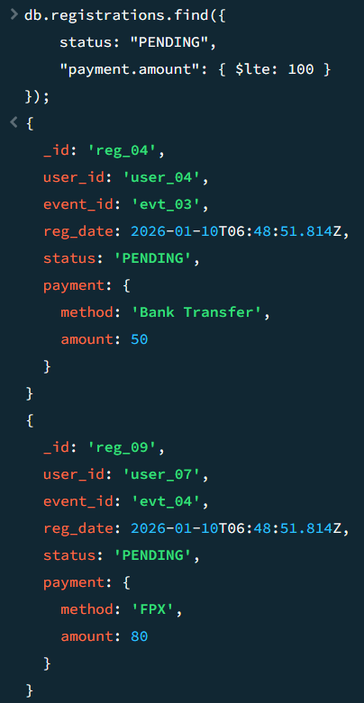 > db.registrations.find({
    status: "PENDING",
    "payment.amount": { $lte: 100 }
});
< {
  _id: 'reg_04',
  user_id: 'user_04',
  event_id: 'evt_03',
  reg_date: 2026-01-10T06:48:51.814Z,
  status: 'PENDING',
  payment: {
    method: 'Bank Transfer',
    amount: 50
  }
}
{
  _id: 'reg_09',
  user_id: 'user_07',
  event_id: 'evt_04',
  reg_date: 2026-01-10T06:48:51.814Z,
  status: 'PENDING',
  payment: {
    method: 'FPX',
    amount: 80
  }
}